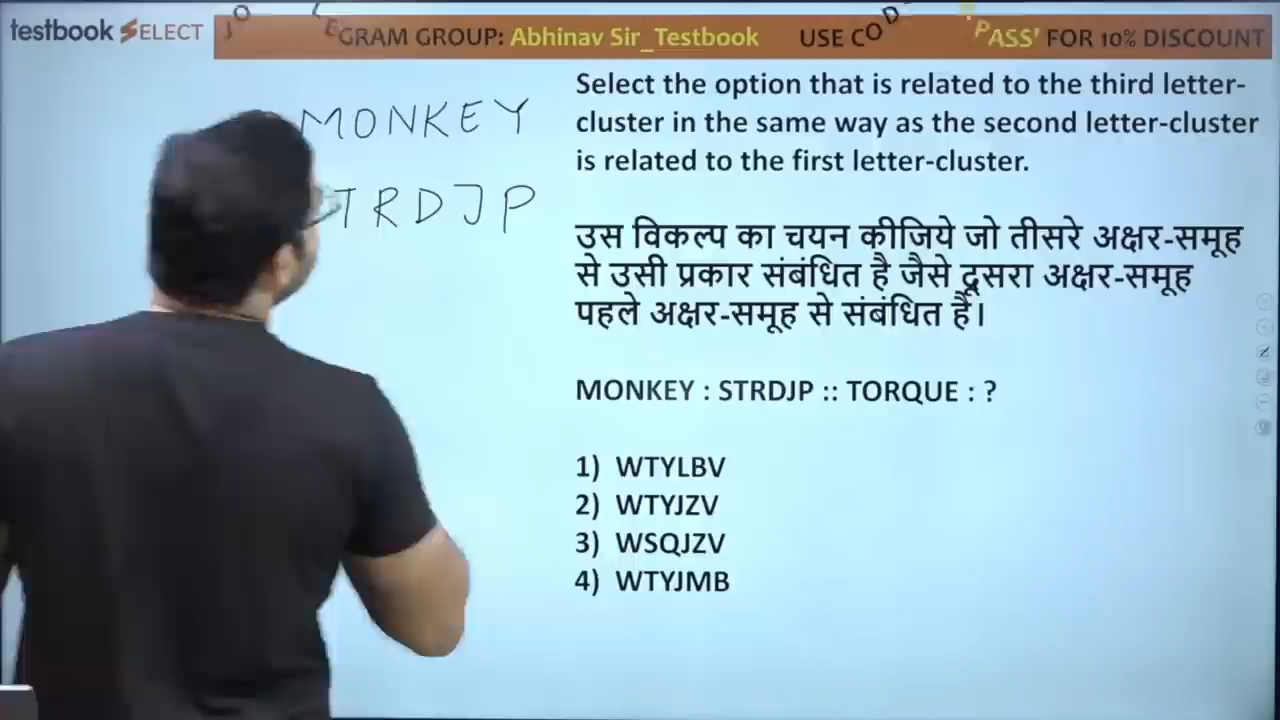 testbook SELECT
EGRAM GROUP: Abhinav Sir_Testbook USE COD PASS' FOR 10% DISCOUNT
MONKEY
TRDJP
Select the option that is related to the third letter-
cluster in the same way as the second letter-cluster
is related to the first letter-cluster.
उस विकल्प का चयन कीजिये जो तीसरे अक्षर-समूह
से उसी प्रकार संबंधित है जैसे दूसरा अक्षर-समूह
पहले अक्षर-समूह से संबंधित है।
MONKEY : STRDJP :: TORQUE : ?
1) WTYLBV
2) WTYJZV
3) WSQJZV
4) WTYJMB